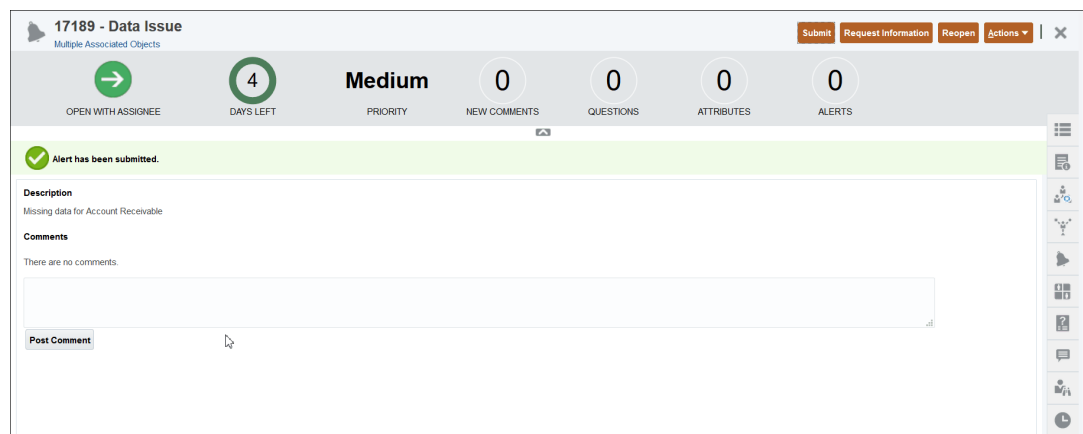 17189 - Data Issue
Multiple Associated Objects
Submit Request Information Reopen Actions
4 Medium 0 0 0 0
OPEN WITH ASSIGNEE DAYS LEFT PRIORITY NEW COMMENTS QUESTIONS ATTRIBUTES ALERTS
Alert has been submitted.
Description
Missing data for Account Receivable
Comments
There are no comments.
Post Comment